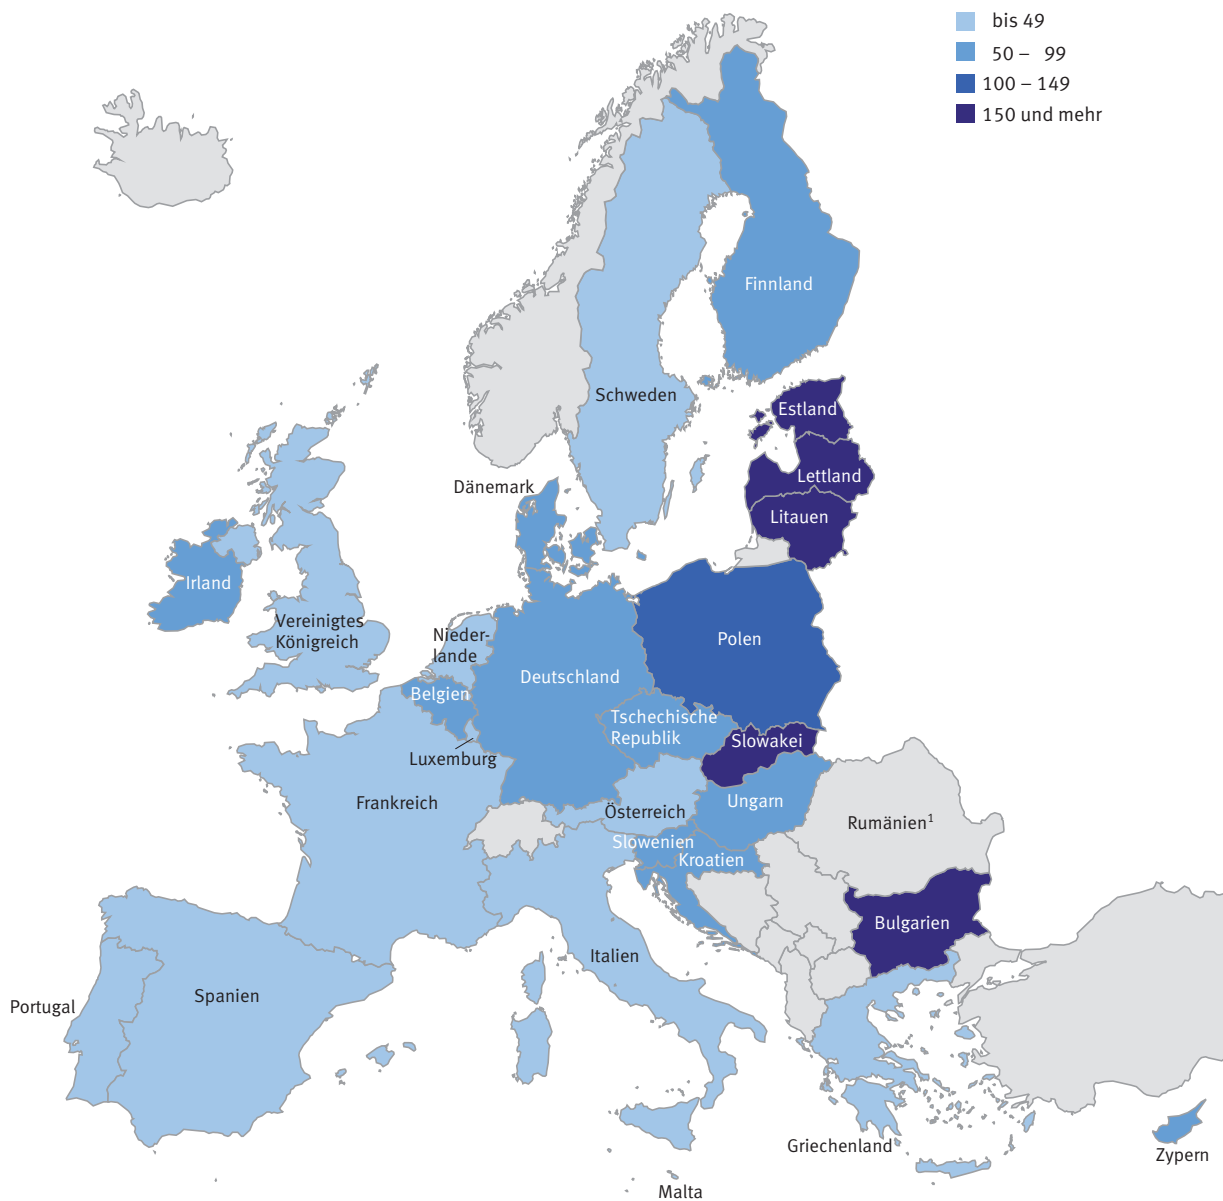 bis 49
50 – 99
100 – 149
150 und mehr
Finnland
Schweden
Estland
Lettland
Dänemark
Litauen
Irland
Vereinigtes
Königreich
Nieder-
lande
Polen
Deutschland
Belgien
Tschechische
Republik
Slowakei
Luxemburg
Frankreich
Österreich
Ungarn
Rumänien¹
Slowenien
Kroatien
Bulgarien
Italien
Spanien
Portugal
Griechenland
Zypern
Malta